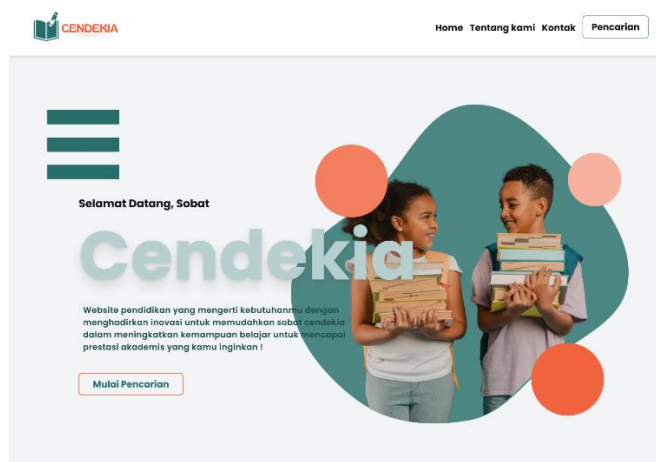 CENDEKIA
Home Tentang kami Kontak Pencarian
Selamat Datang, Sobat
Cendekia
Website pendidikan yang mengerti kebutuhanmu dengan
menghadirkan inovasi untuk memudahkan sobat cendekia
dalam meningkatkan kemampuan belajar untuk mencapai
prestasi akademis yang kamu inginkan !
Mulai Pencarian